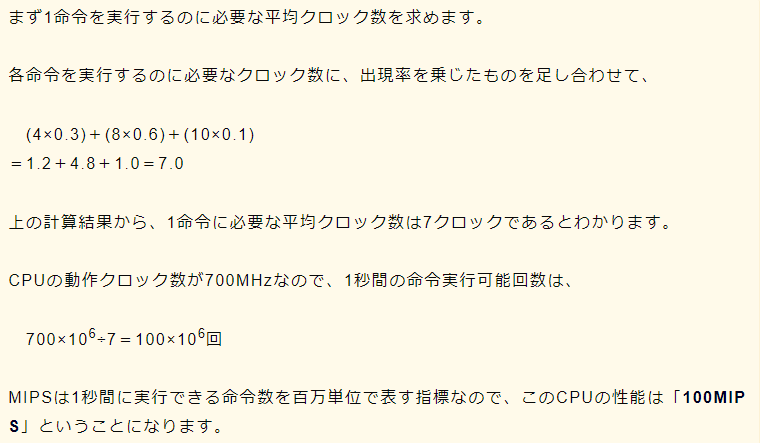 まず1命令を実行するのに必要な平均クロック数を求めます。
各命令を実行するのに必要なクロック数に、出現率を乗じたものを足し合わせて、
(4×0.3)＋(8×0.6)＋(10×0.1)
＝1.2＋4.8＋1.0＝7.0
上の計算結果から、1命令に必要な平均クロック数は7クロックであるとわかります。
CPUの動作クロック数が700MHzなので、1秒間の命令実行可能回数は、
700×10⁶÷7＝100×10⁶回
MIPSは1秒間に実行できる命令数を百万単位で表す指標なので、このCPUの性能は「100MIP
S」ということになります。